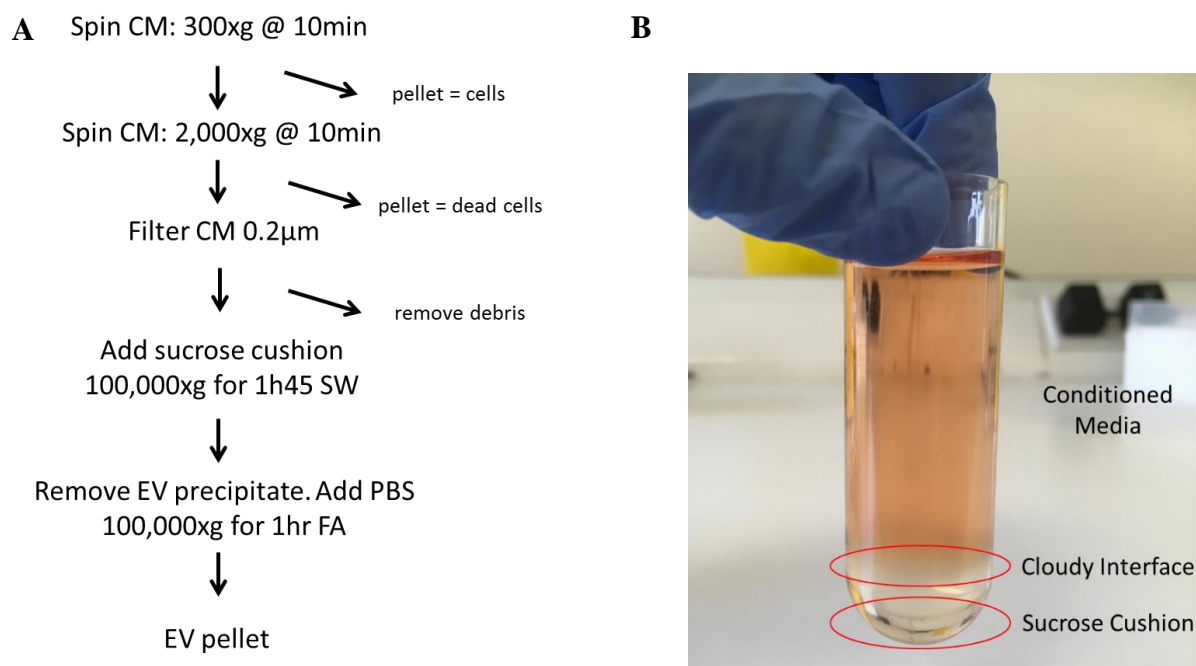 A
Spin CM: 300xg @ 10min
pellet = cells
Spin CM: 2,000xg @ 10min
pellet = dead cells
Filter CM 0.2µm
remove debris
Add sucrose cushion
100,000xg for 1h45 SW
Remove EV precipitate. Add PBS
100,000xg for 1hr FA
EV pellet
B
Conditioned
Media
Cloudy Interface
Sucrose Cushion